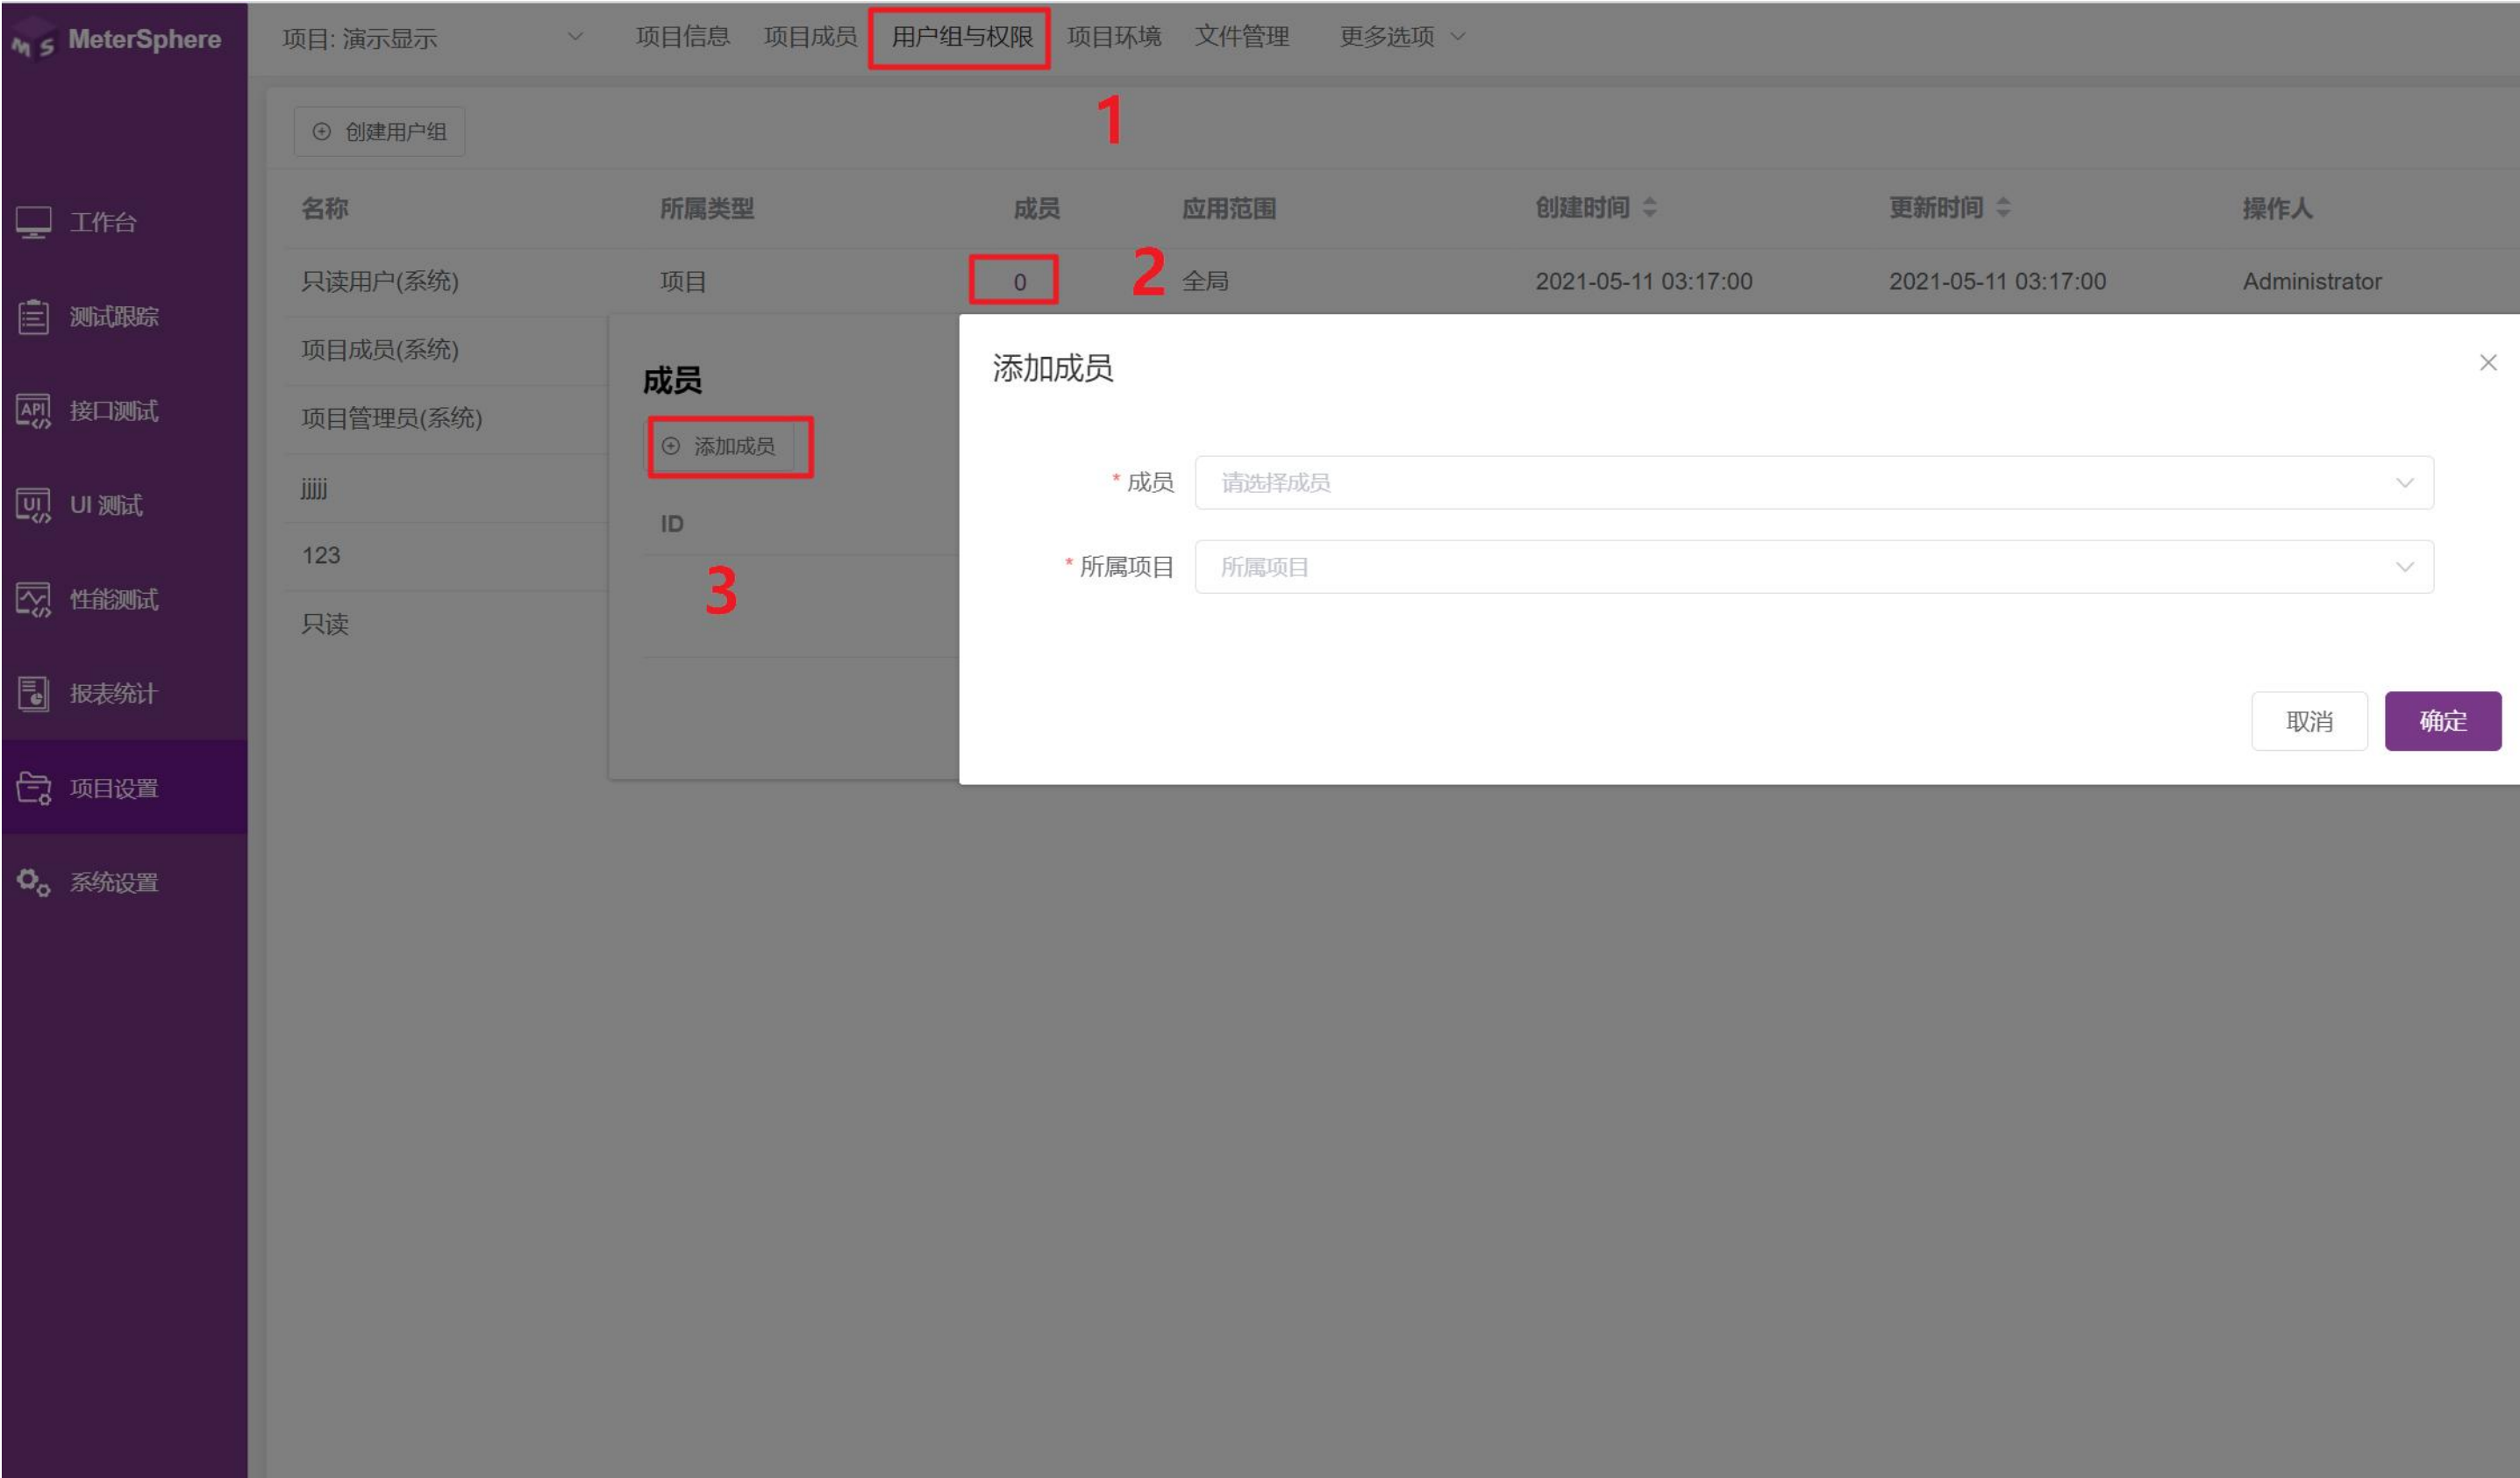 MeterSphere
项目: 演示显示
项目信息 项目成员 用户组与权限 项目环境 文件管理 更多选项
1
创建用户组
名称 所属类型 成员 应用范围 创建时间 更新时间 操作人
只读用户(系统) 项目 0 2 全局 2021-05-11 03:17:00 2021-05-11 03:17:00 Administrator
项目成员(系统)
项目管理员(系统)
jjjjj
123
只读
成员
添加成员
ID
3
添加成员
* 成员 请选择成员
* 所属项目 所属项目
取消 确定
工作台
测试跟踪
API 接口测试
UI UI 测试
性能测试
报表统计
项目设置
系统设置